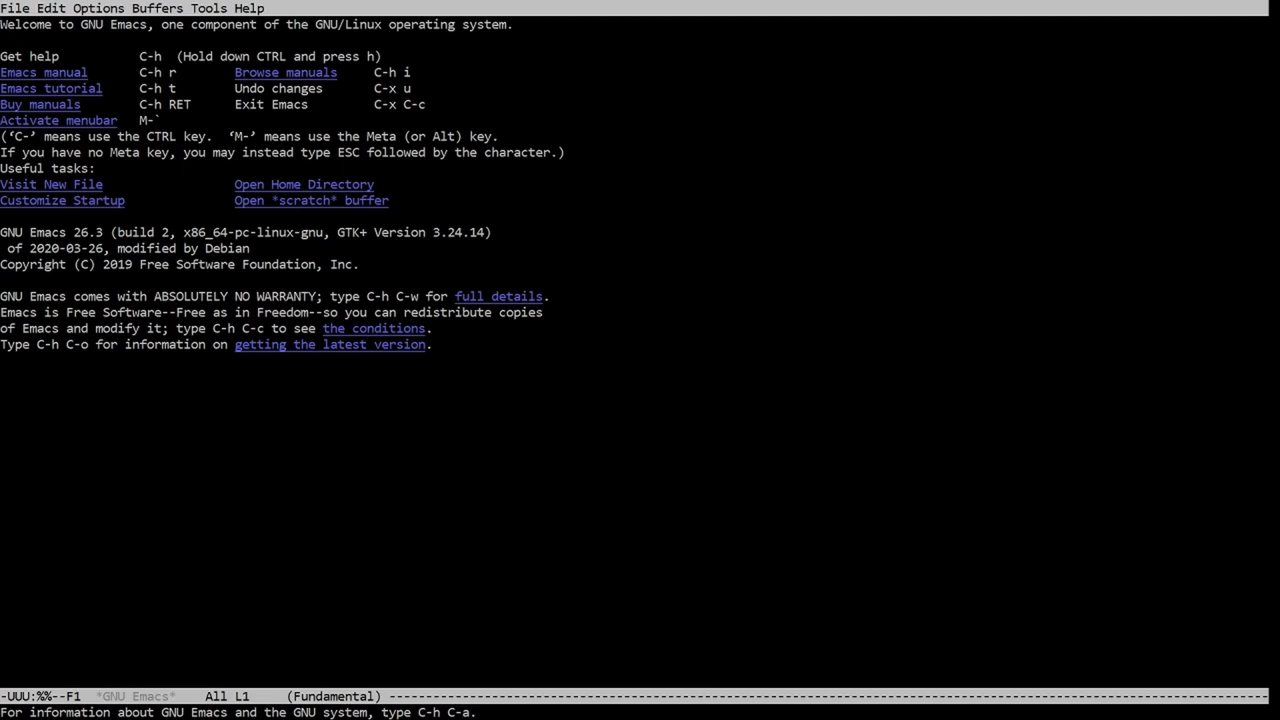 File Edit Options Buffers Tools Help
Welcome to GNU Emacs, one component of the GNU/Linux operating system.
Get help C-h (Hold down CTRL and press h)
Emacs manual C-h r Browse manuals C-h i
Emacs tutorial C-h t Undo changes C-x u
Buy manuals C-h RET Exit Emacs C-x C-c
Activate menubar M-`
(‘C-’ means use the CTRL key. ‘M-’ means use the Meta (or Alt) key.
If you have no Meta key, you may instead type ESC followed by the character.)
Useful tasks:
Visit New File Open Home Directory
Customize Startup Open *scratch* buffer
GNU Emacs 26.3 (build 2, x86_64-pc-linux-gnu, GTK+ Version 3.24.14)
of 2020-03-26, modified by Debian
Copyright (C) 2019 Free Software Foundation, Inc.
GNU Emacs comes with ABSOLUTELY NO WARRANTY; type C-h C-w for full details.
Emacs is Free Software--Free as in Freedom--so you can redistribute copies
of Emacs and modify it; type C-h C-c to see the conditions.
Type C-h C-o for information on getting the latest version.
-UUU:%%--F1 *GNU Emacs* All L1 (Fundamental) ------------------------------------------------------------------------------------------------------------------------
For information about GNU Emacs and the GNU system, type C-h C-a.